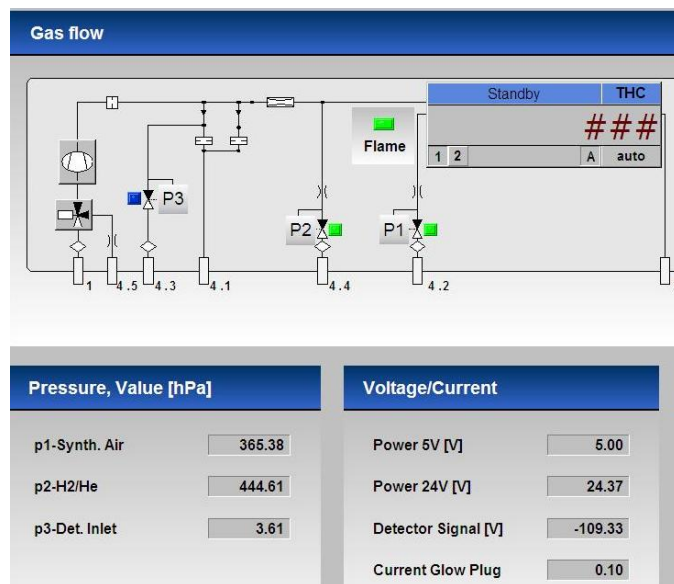 Gas flow
Standby THC
###
Flame
1 2 A auto
P3
P2 P1
1 4.5 4.3 4.1 4.4 4.2
Pressure, Value [hPa] Voltage/Current
p1-Synth. Air 365.38 Power 5V [V] 5.00
p2-H2/He 444.61 Power 24V [V] 24.37
p3-Det. Inlet 3.61 Detector Signal [V] -109.33
Current Glow Plug 0.10